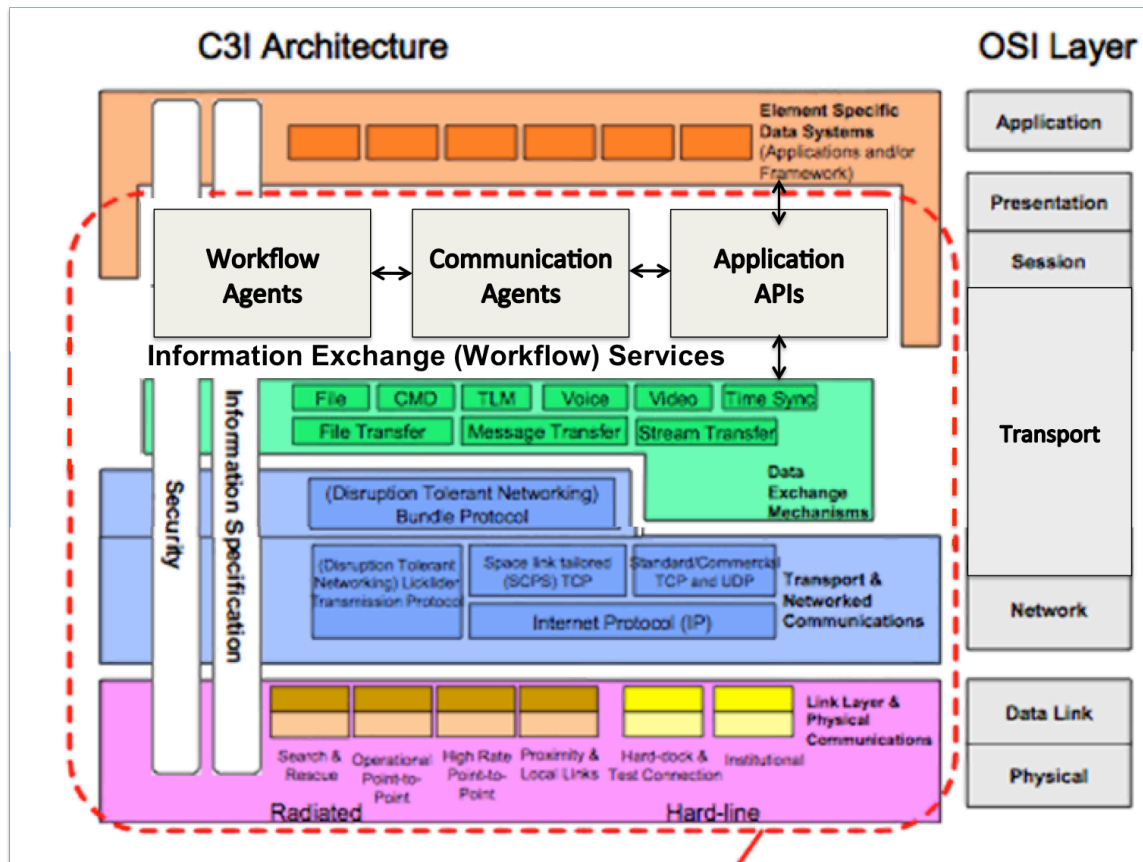 C3I Architecture
OSI Layer
Element Specific
Data Systems
(Applications and/or
Framework)
Application
Presentation
Session
Transport
Network
Data Link
Physical
Workflow
Agents
Communication
Agents
Application
APIs
Information Exchange (Workflow) Services
Security
Information Specification
File
CMD
TLM
Voice
Video
Time Sync
File Transfer
Message Transfer
Stream Transfer
Data
Exchange
Mechanisms
(Disruption Tolerant Networking)
Bundle Protocol
(Disruption Tolerant
Networking) Licklider
Transmission Protocol
Space link tailored
(SCPS) TCP
Standard/Commercial
TCP and UDP
Internet Protocol (IP)
Transport &
Networked
Communications
Link Layer &
Physical
Communications
Search &
Rescue
Operational
Point-to-
Point
High Rate
Point-to-
Point
Proximity &
Local Links
Hard-dock &
Test Connection
Institutional
Radiated
Hard-line